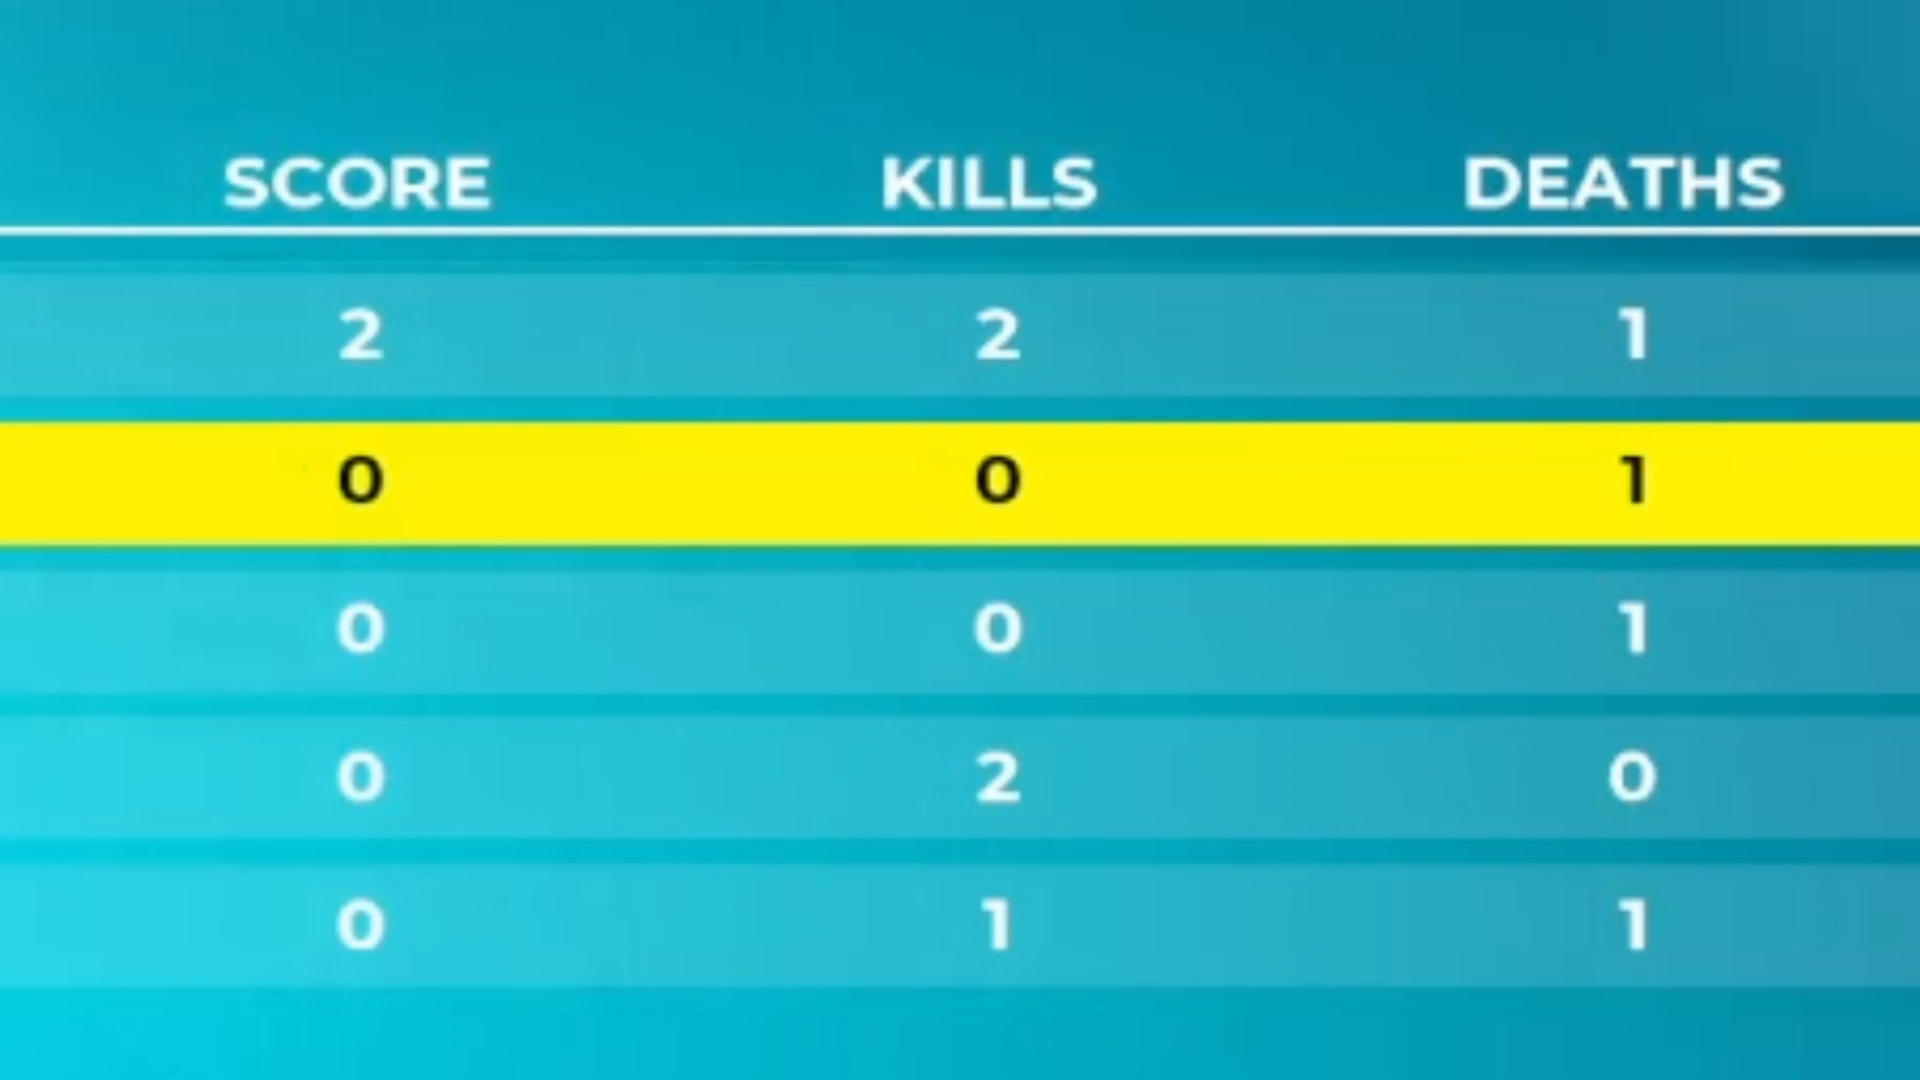 SCORE KILLS DEATHS
2 2 1
0 0 1
0 0 1
0 2 0
0 1 1